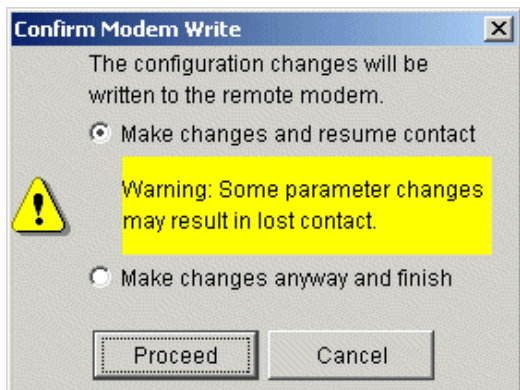 Confirm Modem Write
The configuration changes will be
written to the remote modem.
Make changes and resume contact
Warning: Some parameter changes
may result in lost contact.
Make changes anyway and finish
Proceed
Cancel